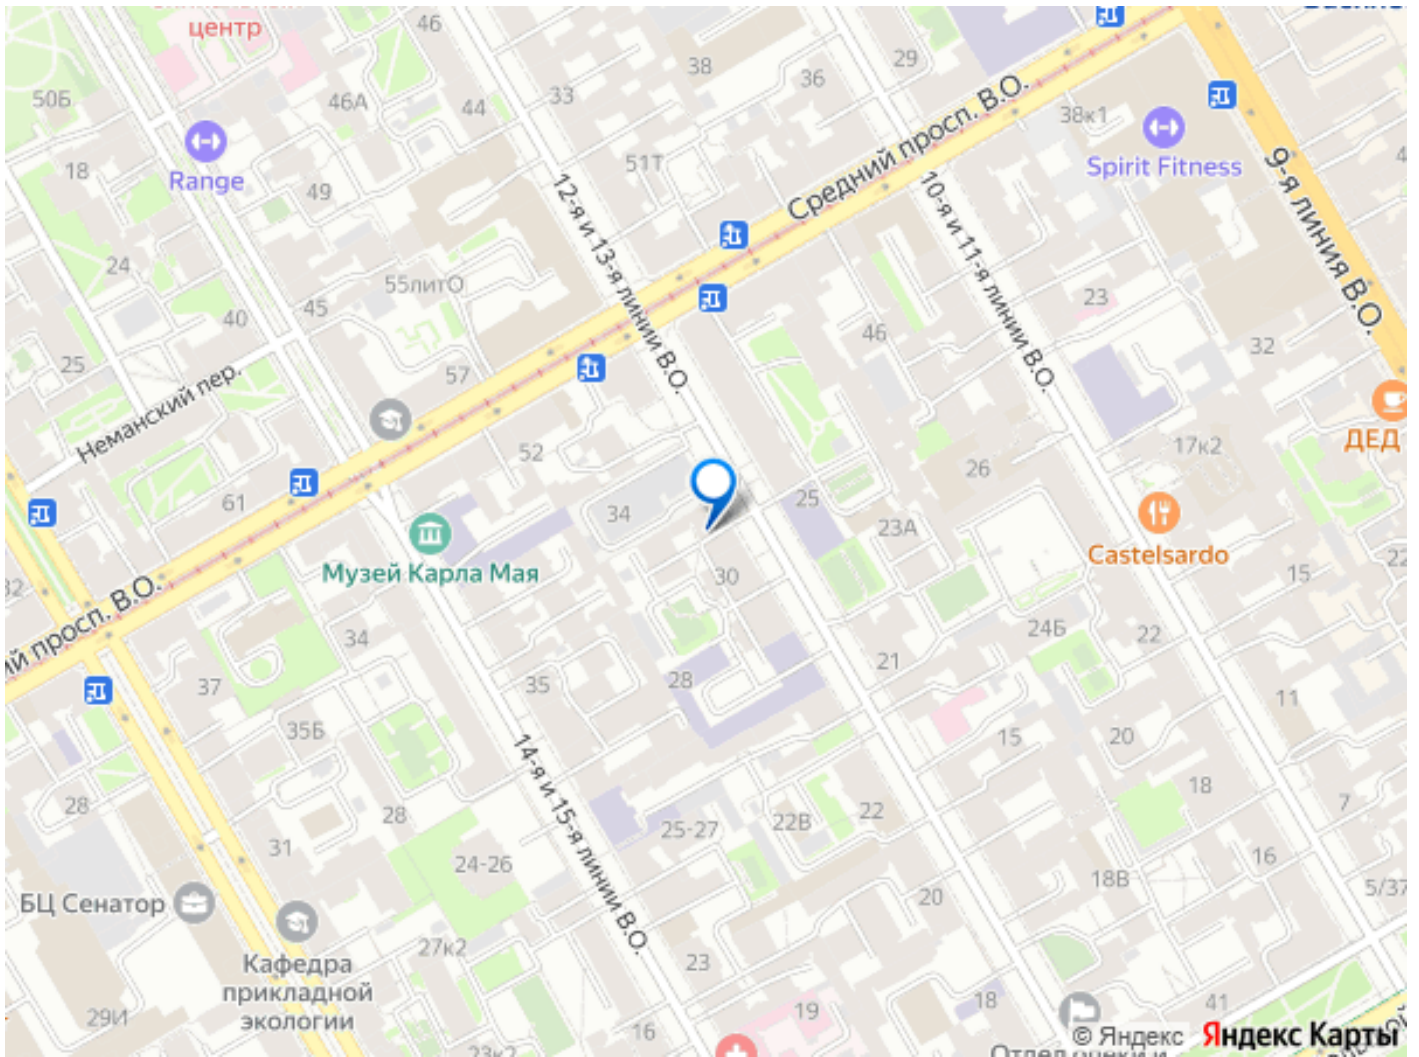 центр
46
38
36
29
50Б
46А
44
33
38к1
18
Range
49
51Т
Средний просп. В.О.
Spirit Fitness
9-я линия В.О.
12-я и 13-я линии В.О.
10-я и 11-я линии В.О.
24
55литО
23
40
45
46
32
25
57
Неманский пер.
ДЕД
52
17к2
26
61
34
25
23А
Castelsardo
Музей Карла Мая
30
15
22
32
просп. В.О.
34
24Б
22
37
28
35
21
11
35Б
15
20
14-я и 15-я линии В.О.
28
28
18
7
25-27
22В
22
31
24-26
16
18В
5/37
БЦ Сенатор
20
27к2
Кафедра
прикладной
экологии
23
29И
16
19
18
41
23к2
© Яндекс Яндекс Карты